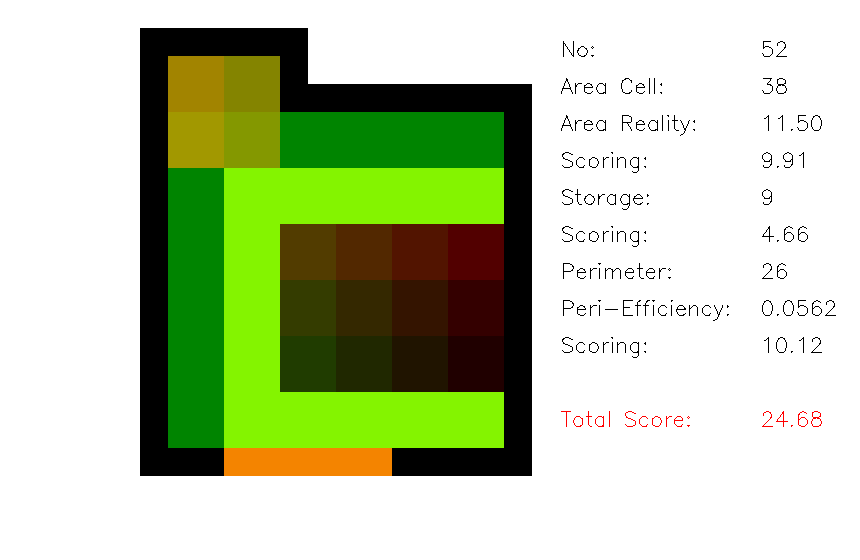 No: 52
Area Cell: 38
Area Reality: 11.50
Scoring: 9.91
Storage: 9
Scoring: 4.66
Perimeter: 26
Peri-Efficiency: 0.0562
Scoring: 10.12
Total Score: 24.68